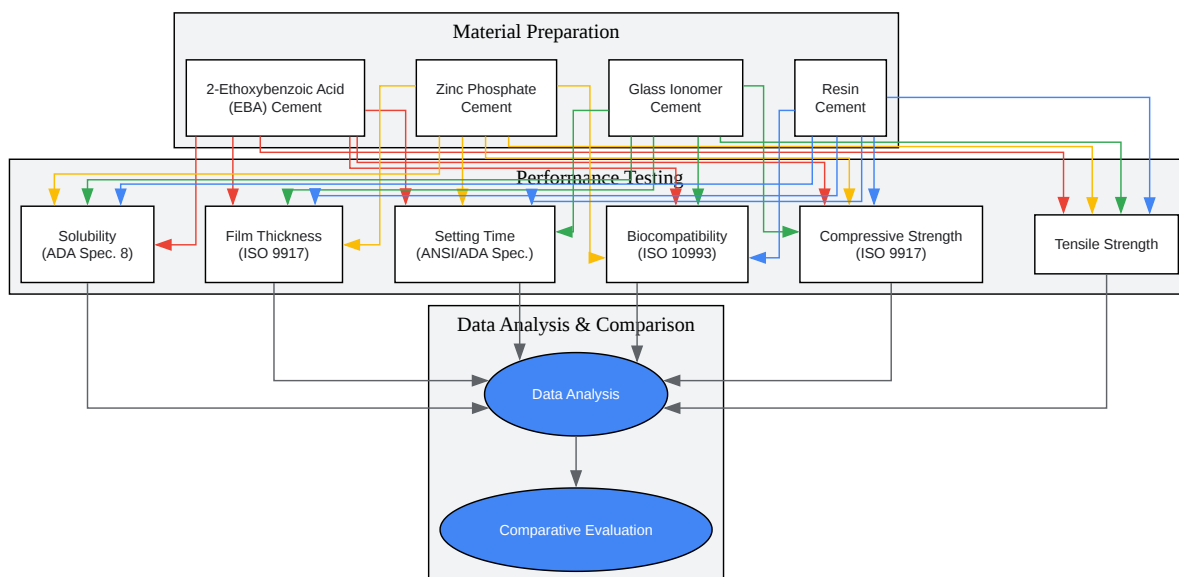 Material Preparation
2-Ethoxybenzoic Acid
(EBA) Cement
Zinc Phosphate
Cement
Glass Ionomer
Cement
Resin
Cement
Performance Testing
Solubility
(ADA Spec. 8)
Film Thickness
(ISO 9917)
Setting Time
(ANSI/ADA Spec.)
Biocompatibility
(ISO 10993)
Compressive Strength
(ISO 9917)
Tensile Strength
Data Analysis & Comparison
Data Analysis
Comparative Evaluation